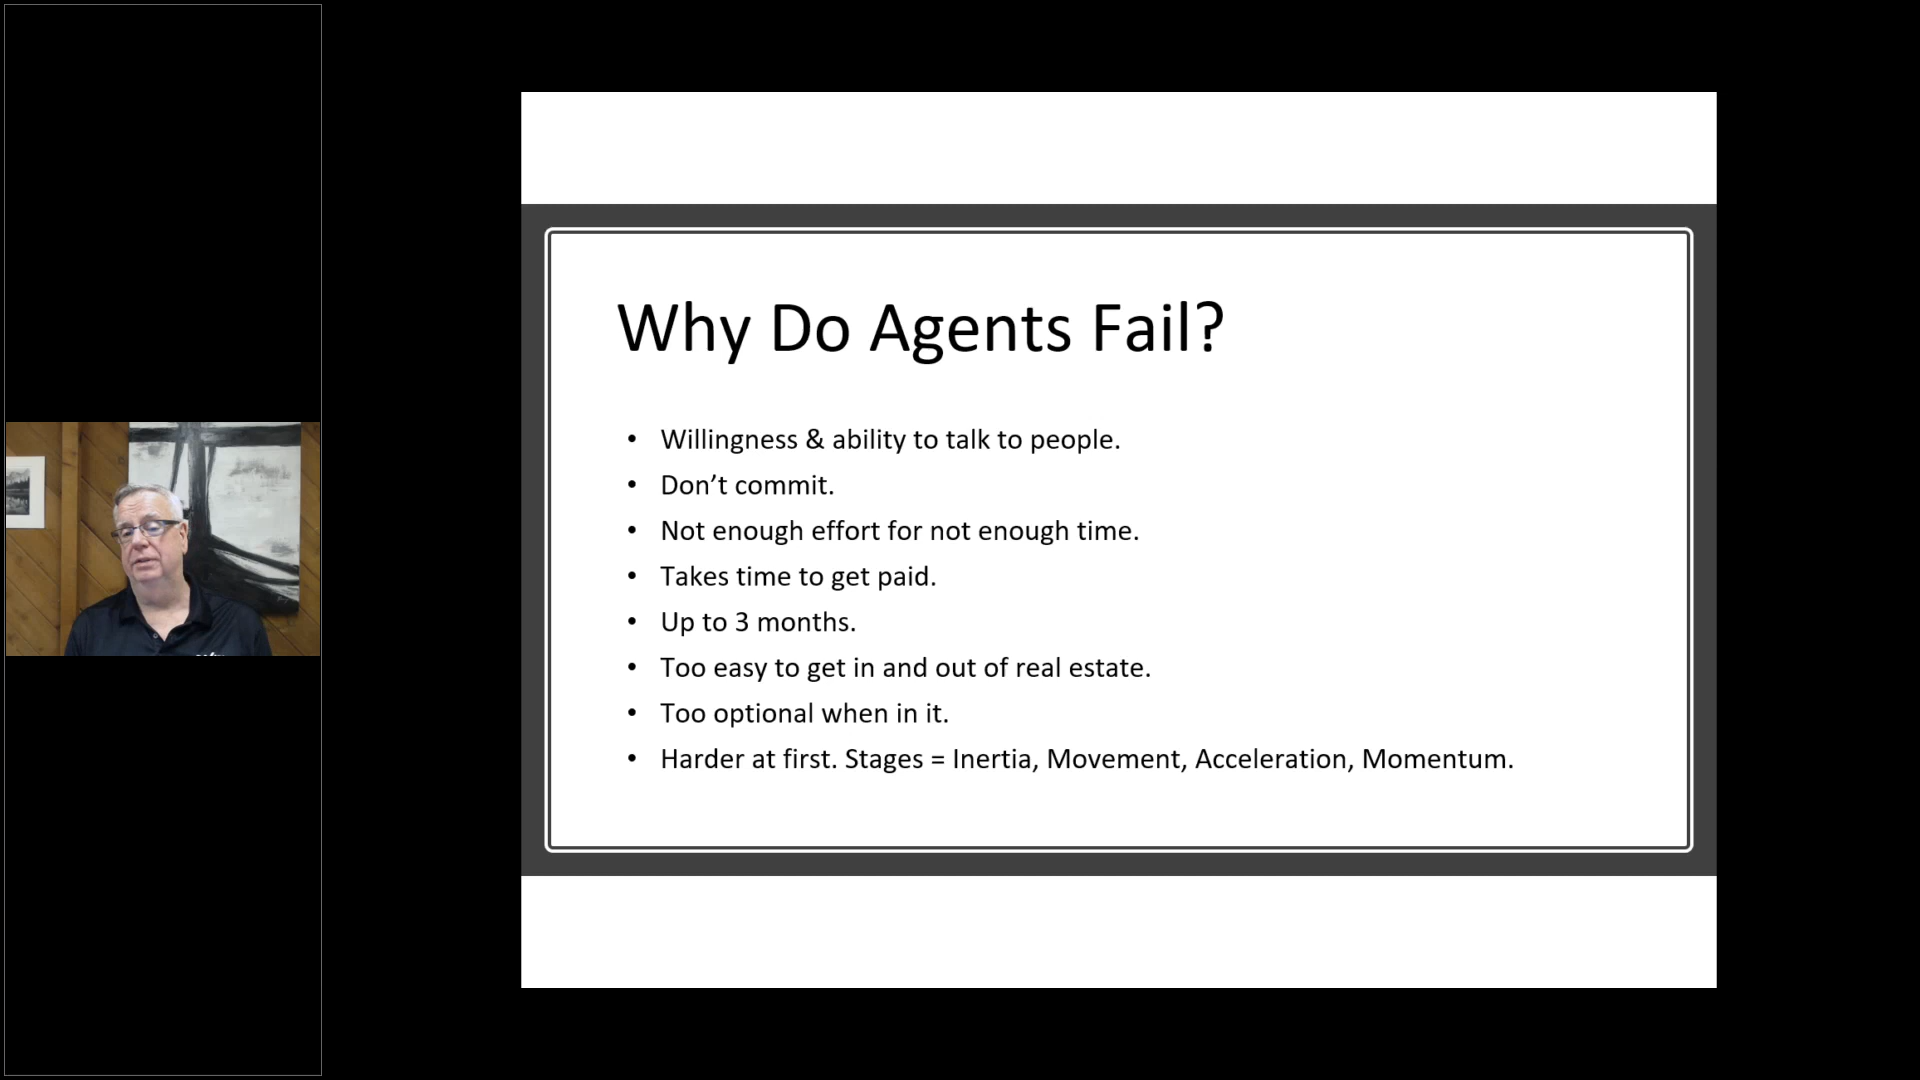 Why Do Agents Fail?
• Willingness & ability to talk to people.
• Don’t commit.
• Not enough effort for not enough time.
• Takes time to get paid.
• Up to 3 months.
• Too easy to get in and out of real estate.
• Too optional when in it.
• Harder at first. Stages = Inertia, Movement, Acceleration, Momentum.